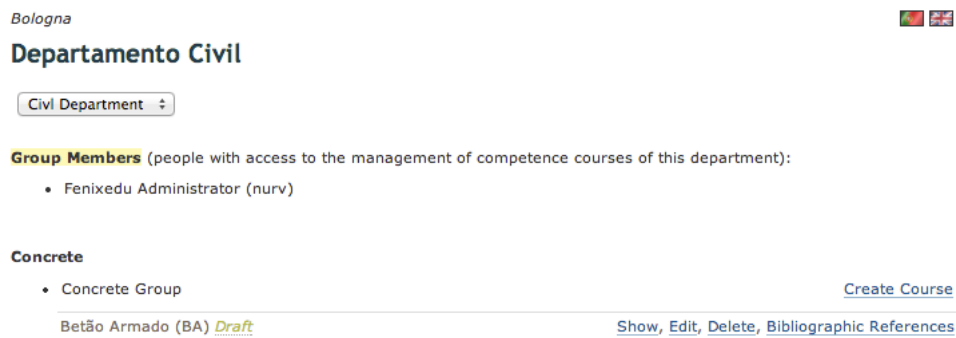 Bologna
Departamento Civil
Civl Department
Group Members (people with access to the management of competence courses of this department):
• Fenixedu Administrator (nurv)
Concrete
• Concrete Group Create Course
Betão Armado (BA) Draft Show, Edit, Delete, Bibliographic References